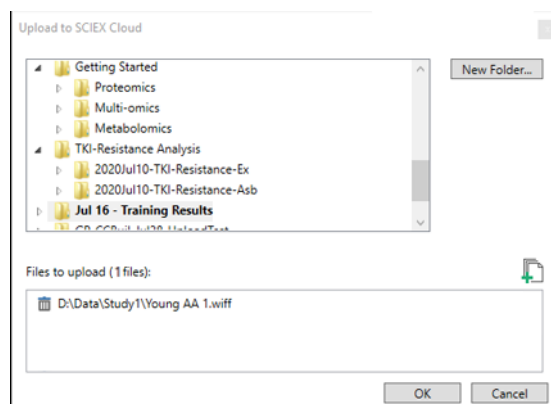 Upload to SCIEX Cloud
Getting Started
New Folder...
Proteomics
Multi-omics
Metabolomics
TKI-Resistance Analysis
2020Jul10-TKI-Resistance-Ex
2020Jul10-TKI-Resistance-Asb
Jul 16 - Training Results
Files to upload (1 files):
D:\Data\Study1\Young AA 1.wiff
OK Cancel